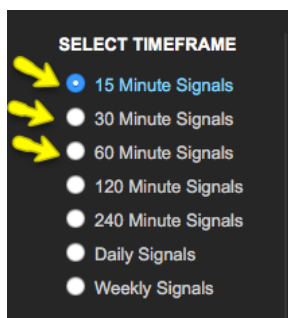 SELECT TIMEFRAME
15 Minute Signals
30 Minute Signals
60 Minute Signals
120 Minute Signals
240 Minute Signals
Daily Signals
Weekly Signals